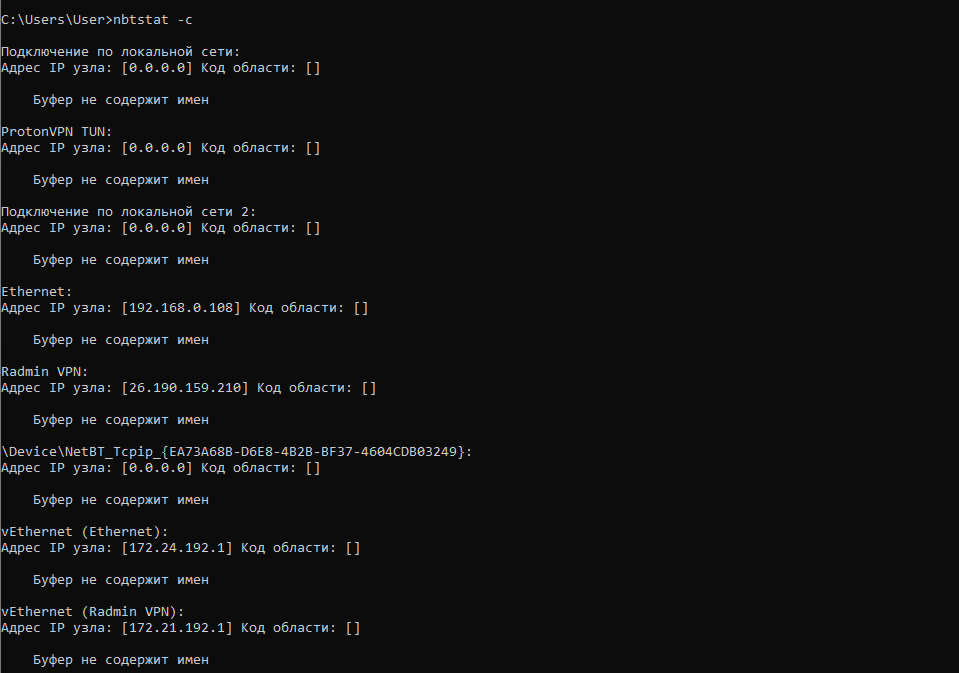 C:\Users\User>nbtstat -c
Подключение по локальной сети:
Адрес IP узла: [0.0.0.0] Код области: []
Буфер не содержит имен
ProtonVPN TUN:
Адрес IP узла: [0.0.0.0] Код области: []
Буфер не содержит имен
Подключение по локальной сети 2:
Адрес IP узла: [0.0.0.0] Код области: []
Буфер не содержит имен
Ethernet:
Адрес IP узла: [192.168.0.108] Код области: []
Буфер не содержит имен
Radmin VPN:
Адрес IP узла: [26.190.159.210] Код области: []
Буфер не содержит имен
\Device\NetBT_Tcpip_{EA73A68B-D6E8-4B2B-BF37-4604CDB03249}:
Адрес IP узла: [0.0.0.0] Код области: []
Буфер не содержит имен
vEthernet (Ethernet):
Адрес IP узла: [172.24.192.1] Код области: []
Буфер не содержит имен
vEthernet (Radmin VPN):
Адрес IP узла: [172.21.192.1] Код области: []
Буфер не содержит имен